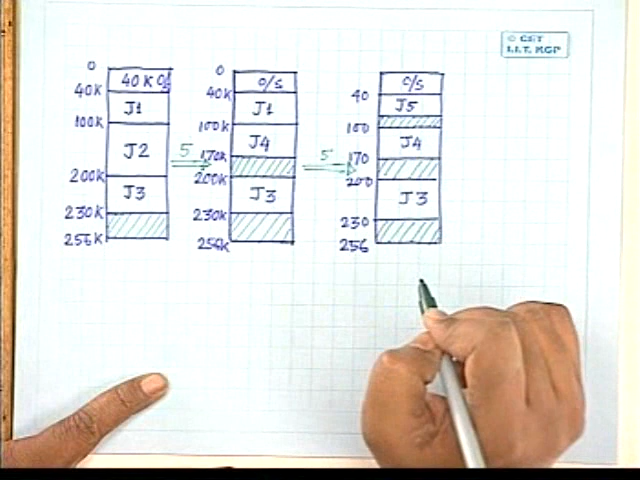 © CET
I.I.T. KGP
0
40K O/S
40K
J1
100K
J2
5
200K
J3
230K
256K
0
O/S
40K
J1
100K
J4
170K
5
200K
J3
230K
256K
O/S
40
J5
100
J4
170
200
J3
230
256